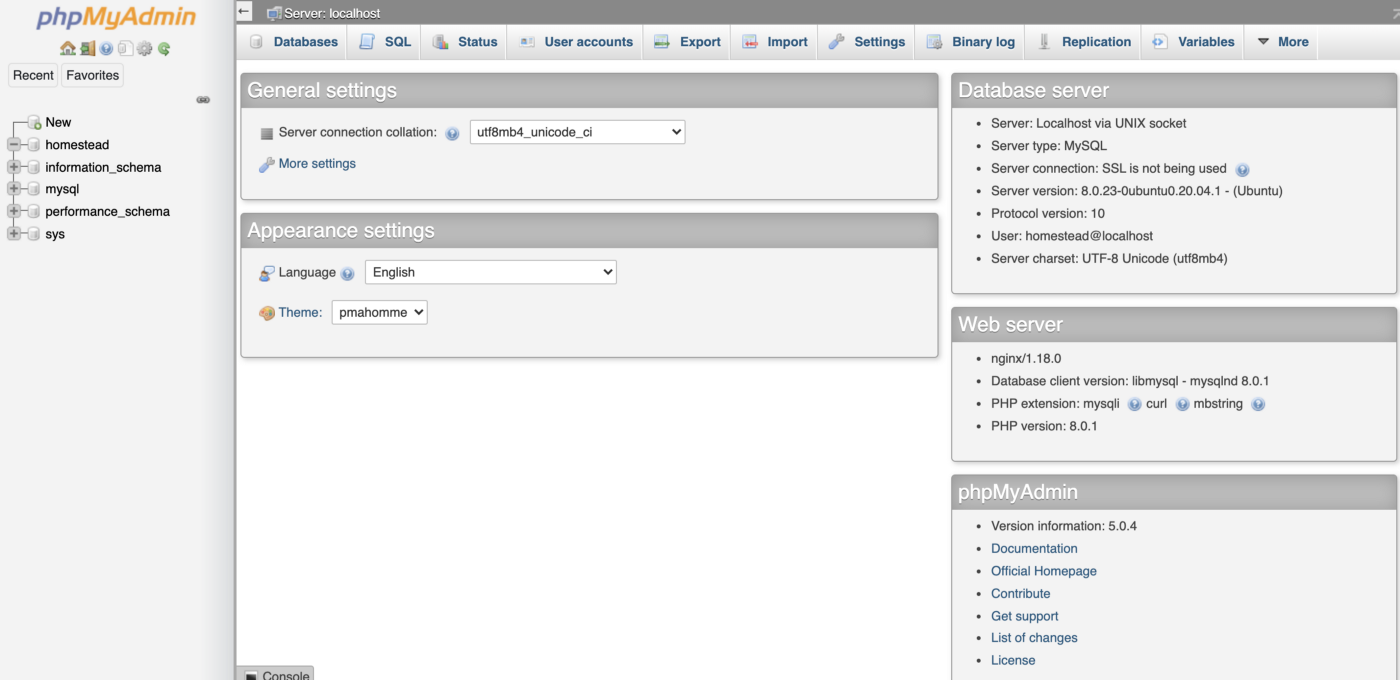 phpMyAdmin
Recent Favorites
New
homestead
information_schema
mysql
performance_schema
sys
Server: localhost
Databases SQL Status User accounts Export Import Settings Binary log Replication Variables More
General settings
Server connection collation: utf8mb4_unicode_ci
More settings
Appearance settings
Language English
Theme: pmahomme
Console
Database server
Server: Localhost via UNIX socket
Server type: MySQL
Server connection: SSL is not being used
Server version: 8.0.23-0ubuntu0.20.04.1 - (Ubuntu)
Protocol version: 10
User: homestead@localhost
Server charset: UTF-8 Unicode (utf8mb4)
Web server
nginx/1.18.0
Database client version: libmysql - mysqlnd 8.0.1
PHP extension: mysqli curl mbstring
PHP version: 8.0.1
phpMyAdmin
Version information: 5.0.4
Documentation
Official Homepage
Contribute
Get support
List of changes
License